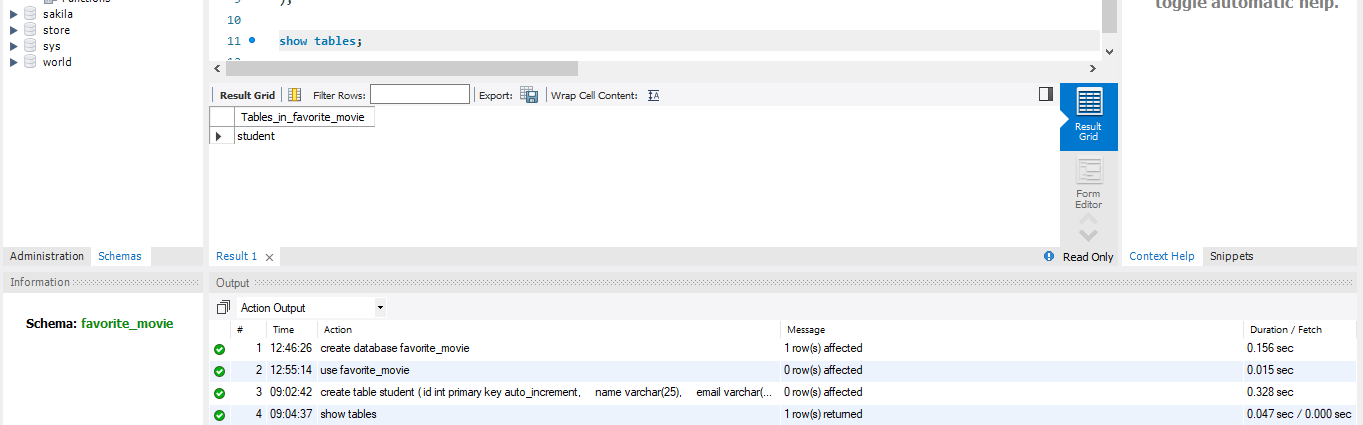 Functions
sakila
store
sys
world
);
10
11 show tables;
12
toggle automatic help.
Result Grid Filter Rows: Export: Wrap Cell Content:
Tables_in_favorite_movie
student
Result
Grid
Form
Editor
Administration Schemas
Result 1
Read Only
Context Help Snippets
Information
Schema: favorite_movie
Output
Action Output
# Time Action Message Duration / Fetch
1 12:46:26 create database favorite_movie 1 row(s) affected 0.156 sec
2 12:55:14 use favorite_movie 0 row(s) affected 0.015 sec
3 09:02:42 create table student ( id int primary key auto_increment, name varchar(25), email varchar(... 0 row(s) affected 0.328 sec
4 09:04:37 show tables 1 row(s) returned 0.047 sec / 0.000 sec